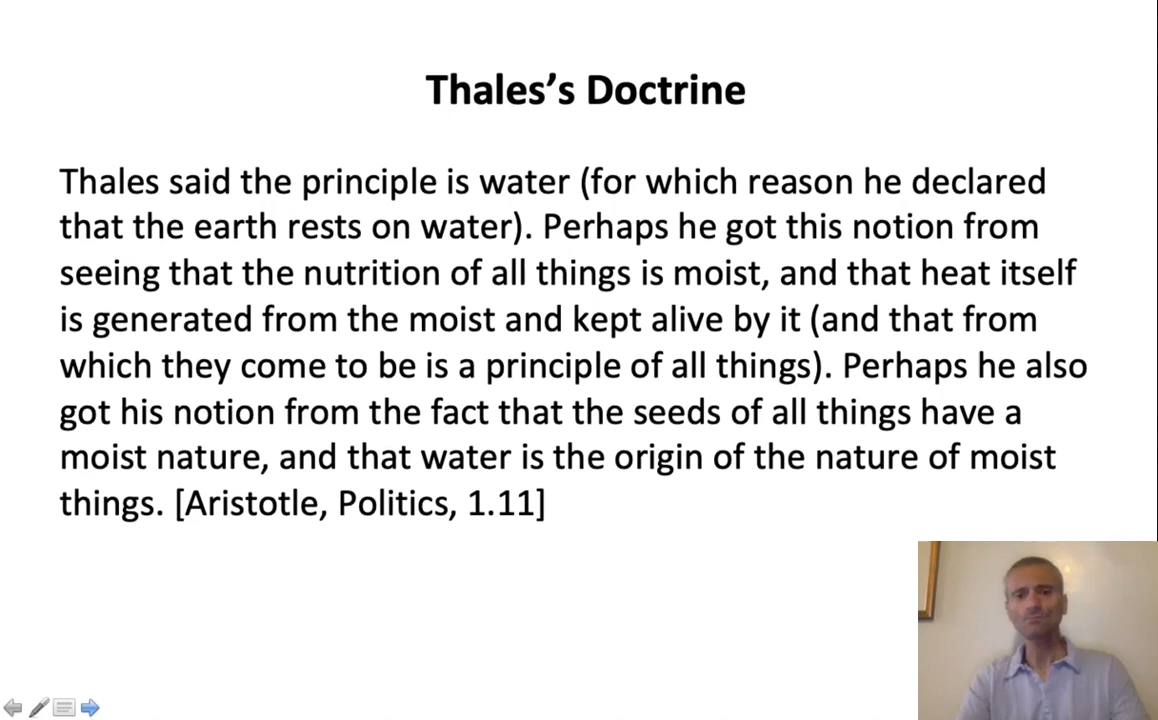 Thales’s Doctrine
Thales said the principle is water (for which reason he declared
that the earth rests on water). Perhaps he got this notion from
seeing that the nutrition of all things is moist, and that heat itself
is generated from the moist and kept alive by it (and that from
which they come to be is a principle of all things). Perhaps he also
got his notion from the fact that the seeds of all things have a
moist nature, and that water is the origin of the nature of moist
things. [Aristotle, Politics, 1.11]